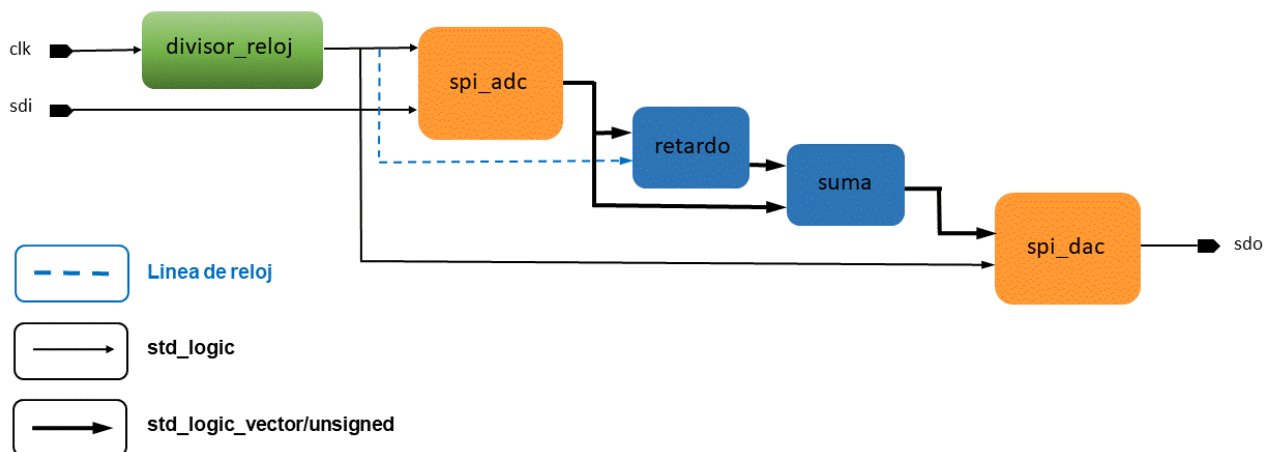 clk
divisor_reloj
sdi
spi_adc
retardo
suma
spi_dac
sdo
Linea de reloj
std_logic
std_logic_vector/unsigned